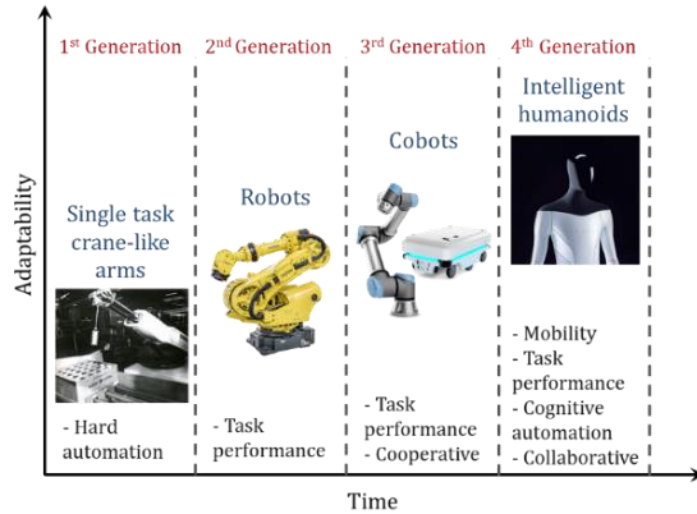 1st Generation
2nd Generation
3rd Generation
4th Generation
Intelligent
humanoids
Cobots
Robots
Single task
crane-like
arms
- Hard
automation
- Task
performance
- Task
performance
- Cooperative
- Mobility
- Task
performance
- Cognitive
automation
- Collaborative
Adaptability
Time